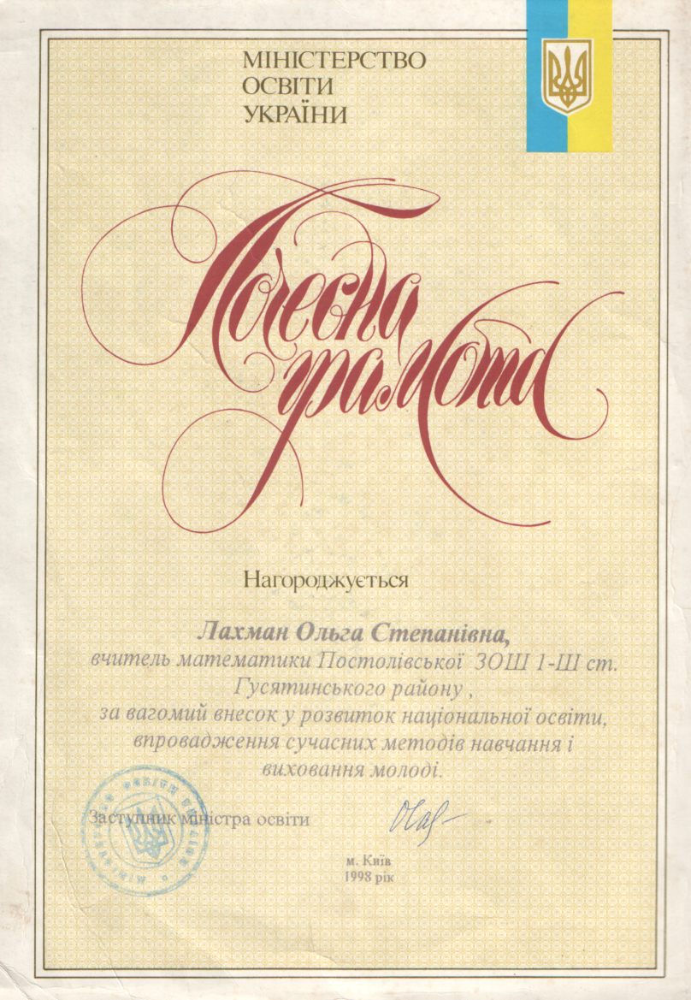 МІНІСТЕРСТВО
ОСВІТИ
УКРАЇНИ
Почесна
грамота
Нагороджується
Лахман Ольга Степанівна,
вчитель математики Постолівської ЗОШ 1-Ш ст.
Гусятинського району ,
за вагомий внесок у розвиток національної освіти,
впровадження сучасних методів навчання і
виховання молоді.
Заступник міністра освіти
м. Київ
1998 рік